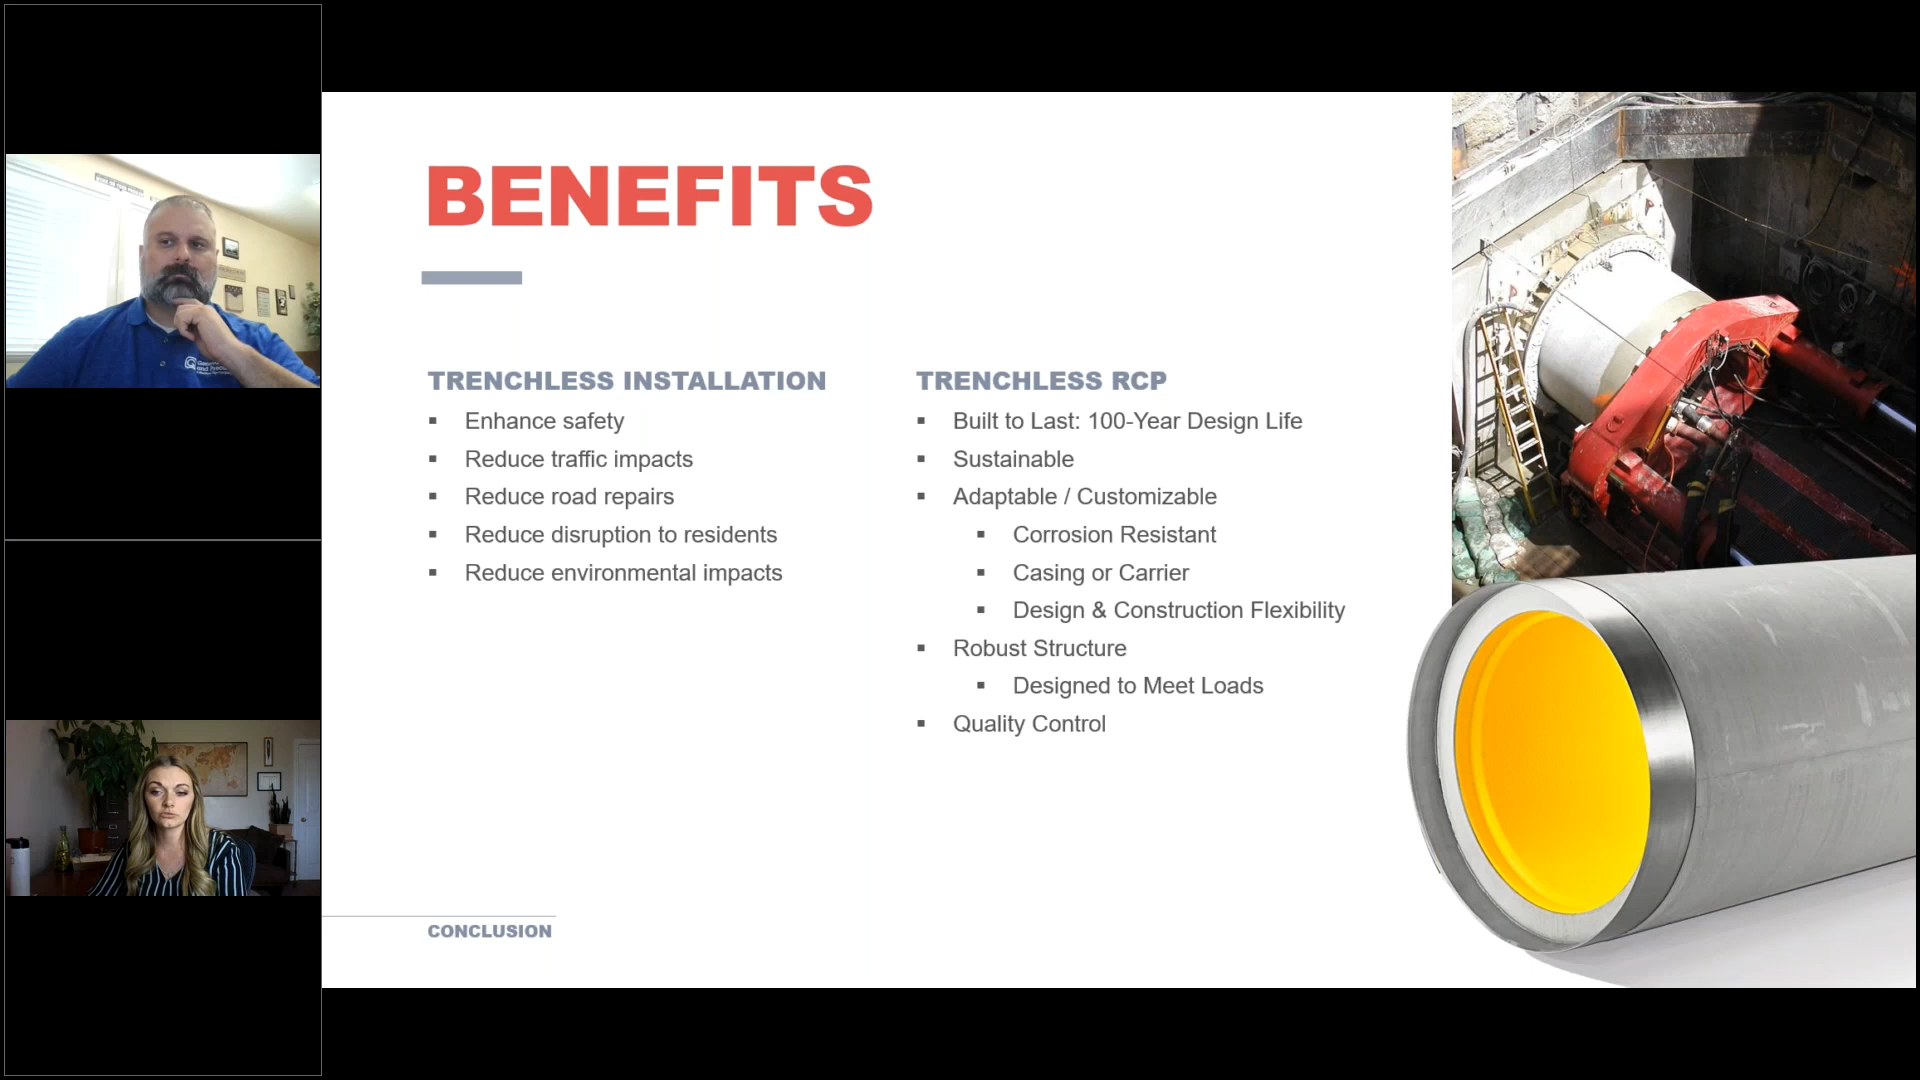 BENEFITS
TRENCHLESS INSTALLATION
▪ Enhance safety
▪ Reduce traffic impacts
▪ Reduce road repairs
▪ Reduce disruption to residents
▪ Reduce environmental impacts
TRENCHLESS RCP
▪ Built to Last: 100-Year Design Life
▪ Sustainable
▪ Adaptable / Customizable
▪ Corrosion Resistant
▪ Casing or Carrier
▪ Design & Construction Flexibility
▪ Robust Structure
▪ Designed to Meet Loads
▪ Quality Control
CONCLUSION